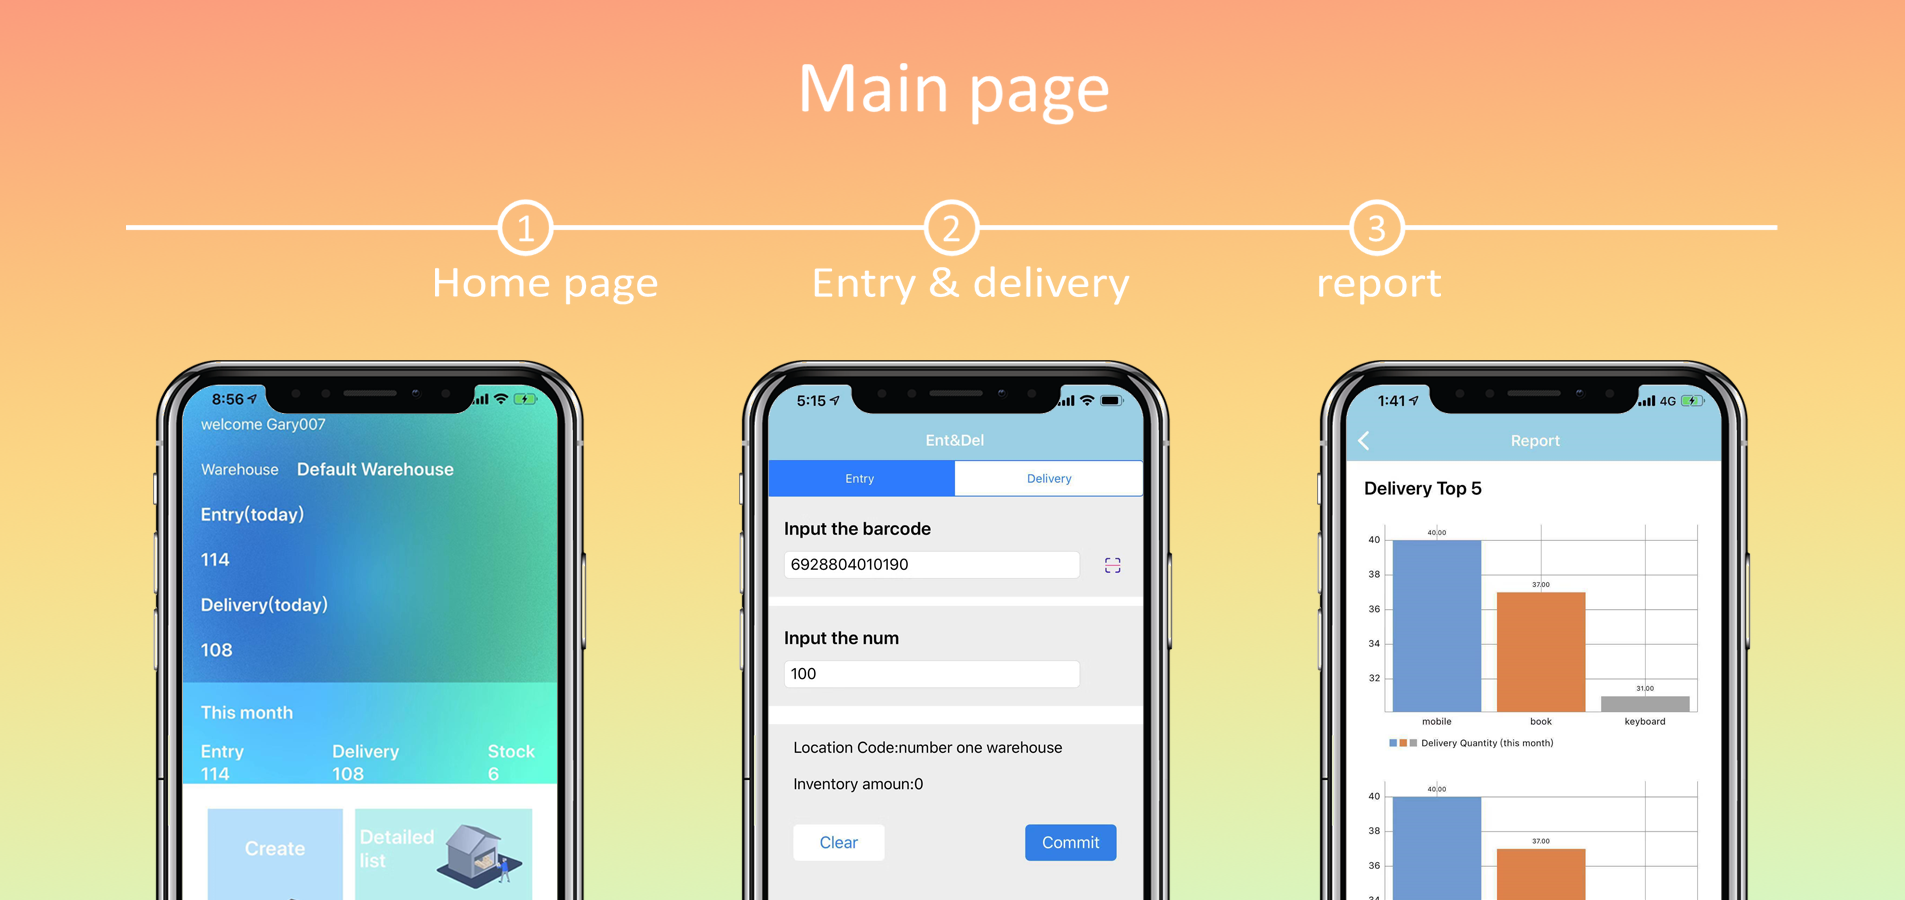 Main page
1
2
3
Home page
Entry & delivery
report
8:56
welcome Gary007
Warehouse Default Warehouse
Entry(today)
114
Delivery(today)
108
This month
Entry Delivery Stock
114 108 6
Create
Detailed
list
5:15
Ent&Del
Entry Delivery
Input the barcode
6928804010190
Input the num
100
Location Code:number one warehouse
Inventory amoun:0
Clear Commit
1:41 4G
Report
Delivery Top 5
40.00
40
38
37.00
36
34
32
31.00
mobile book keyboard
Delivery Quantity (this month)
40.00
40
38
37.00
36
34